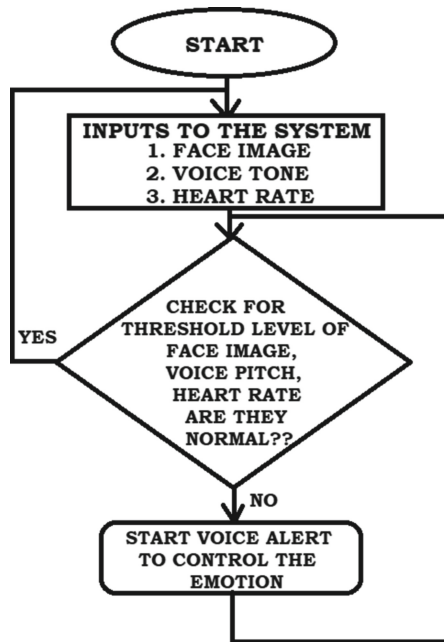 START
INPUTS TO THE SYSTEM
1. FACE IMAGE
2. VOICE TONE
3. HEART RATE
CHECK FOR
THRESHOLD LEVEL OF
FACE IMAGE,
VOICE PITCH,
HEART RATE
ARE THEY
NORMAL??
YES
NO
START VOICE ALERT
TO CONTROL THE
EMOTION